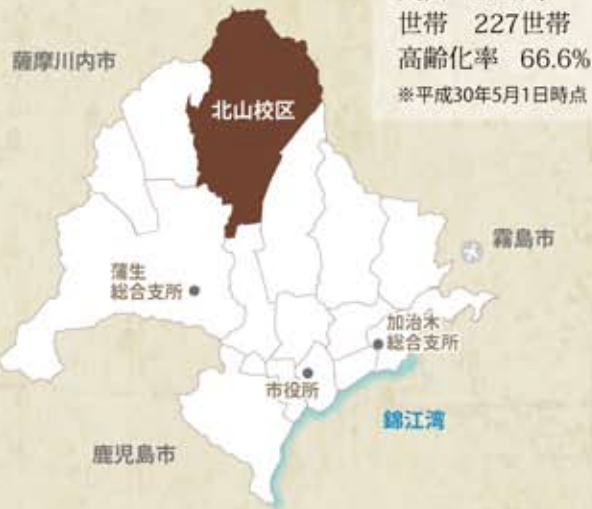 世帯 227世帯
高齢化率 66.6%
※平成30年5月1日時点
薩摩川内市
北山校区
霧島市
蒲生
総合支所
加治木
総合支所
市役所
錦江湾
鹿児島市